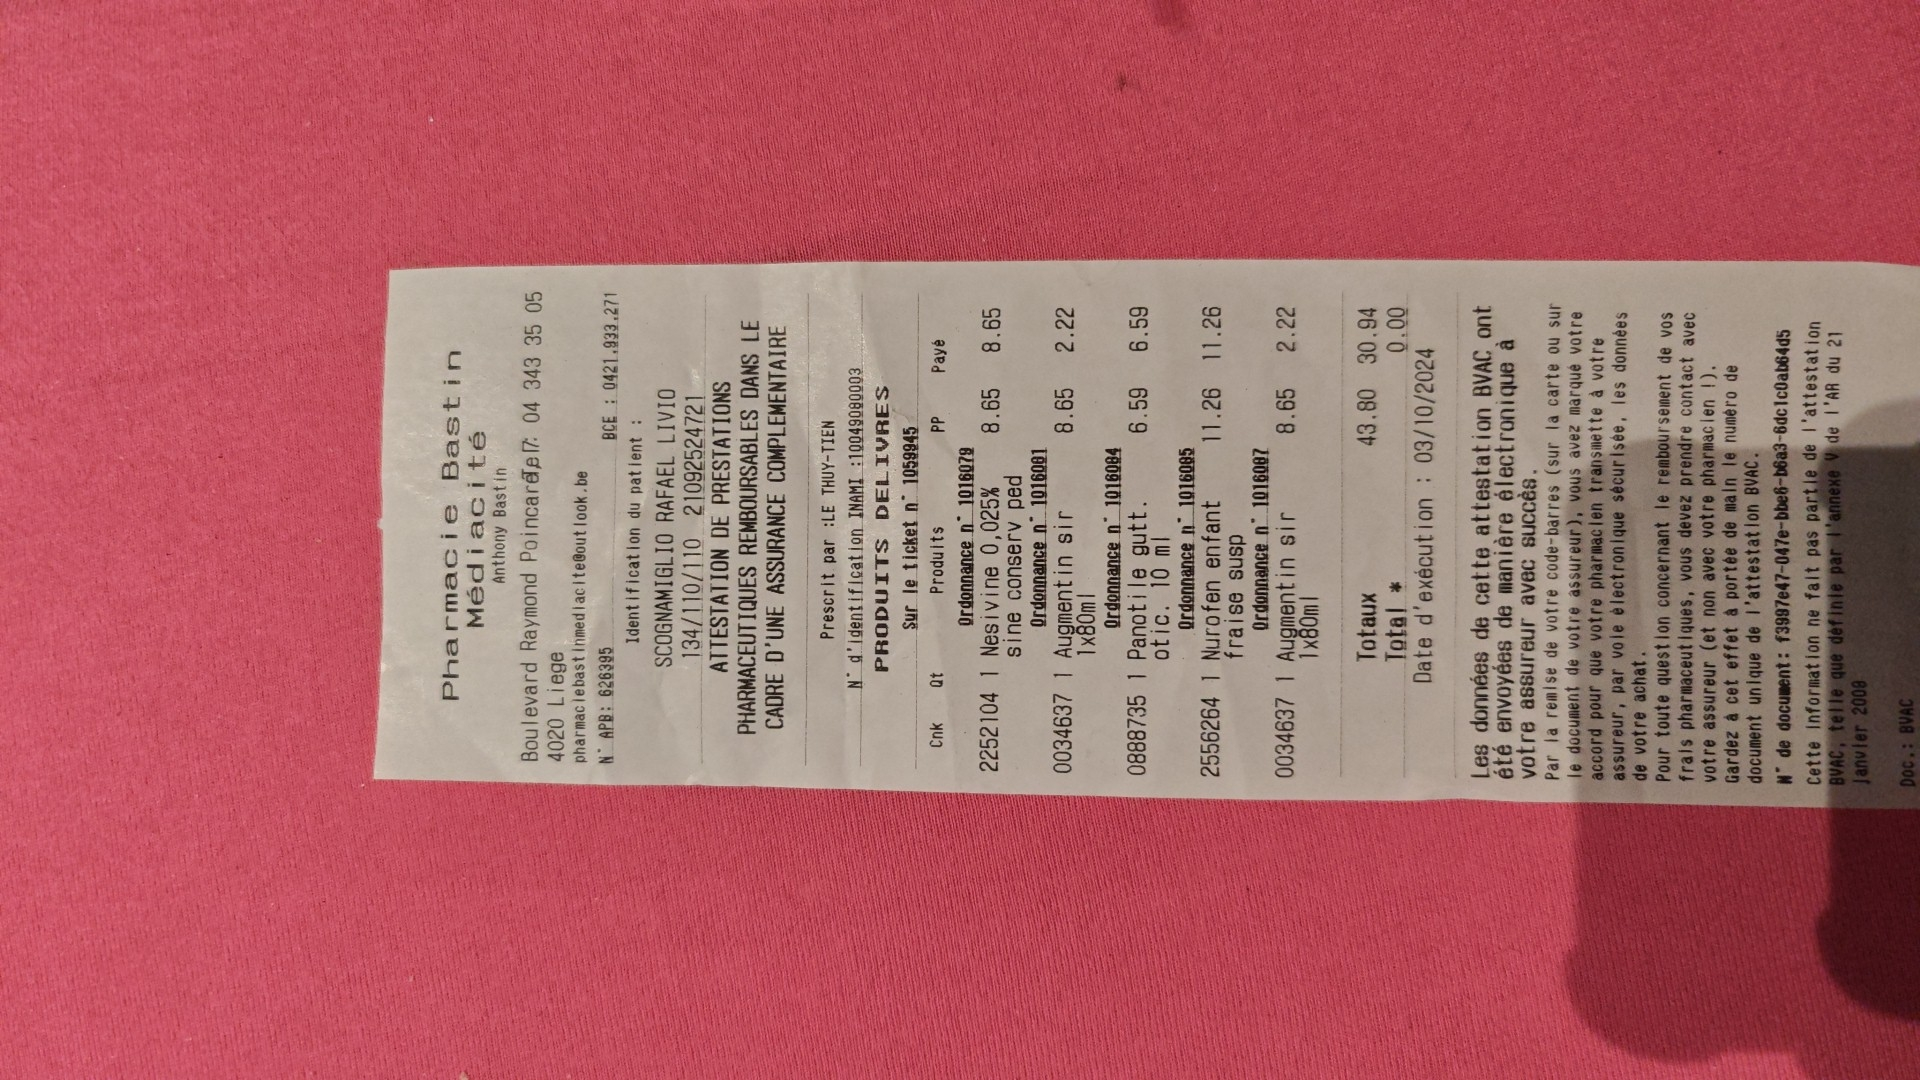 Pharmacie Bastin
Médiacité
Anthony Bastin
Boulevard Raymond Poincaré, 7 04 343 35 05
4020 Liege
pharmaciebastinmediacite@outlook.be
N° APB: 626395 BCE : 0421.933.271
Identification du patient :
SCOGNAMIGLIO RAFAEL LIVIO
134/110/110 21092524721
ATTESTATION DE PRESTATIONS
PHARMACEUTIQUES REMBOURSABLES DANS LE
CADRE D'UNE ASSURANCE COMPLEMENTAIRE
Prescrit par :LE THUY-TIEN
N° d'identification INAMI :10049080003
PRODUITS DELIVRES
Sur le ticket n° 1059945
Cnk Qt Produits PP Payé
Ordonnance n° 1016079
2252104 1 Nesivine 0,025% 8.65 8.65
sine conserv ped
Ordonnance n° 1016081
0034637 1 Augmentin sir 8.65 2.22
1x80ml
Ordonnance n° 1016084
0888735 1 Panotile gutt. 6.59 6.59
otic. 10 ml
Ordonnance n° 1016085
2556264 1 Nurofen enfant 11.26 11.26
fraise susp
Ordonnance n° 1016087
0034637 1 Augmentin sir 8.65 2.22
1x80ml
Totaux 43.80 30.94
Total * 0.00
Date d'exécution : 03/10/2024
Les données de cette attestation BVAC ont
été envoyées de manière électronique à
votre assureur avec succès.
Par la remise de votre code-barres (sur la carte ou sur
le document de votre assureur), vous avez marqué votre
accord pour que votre pharmacien transmette à votre
assureur, par voie électronique sécurisée, les données
de votre achat.
Pour toute question concernant le remboursement de vos
frais pharmaceutiques, vous devez prendre contact avec
votre assureur (et non avec votre pharmacien !).
Gardez à cet effet à portée de main le numéro de
document unique de l'attestation BVAC.
N° de document: f3997e47-047e-bbe6-b6a3-6dc1c0ab64d5
Cette information ne fait pas partie de l'attestation
BVAC, telle que définie par l'annexe V de l'AR du 21
janvier 2008
Doc.: BVAC